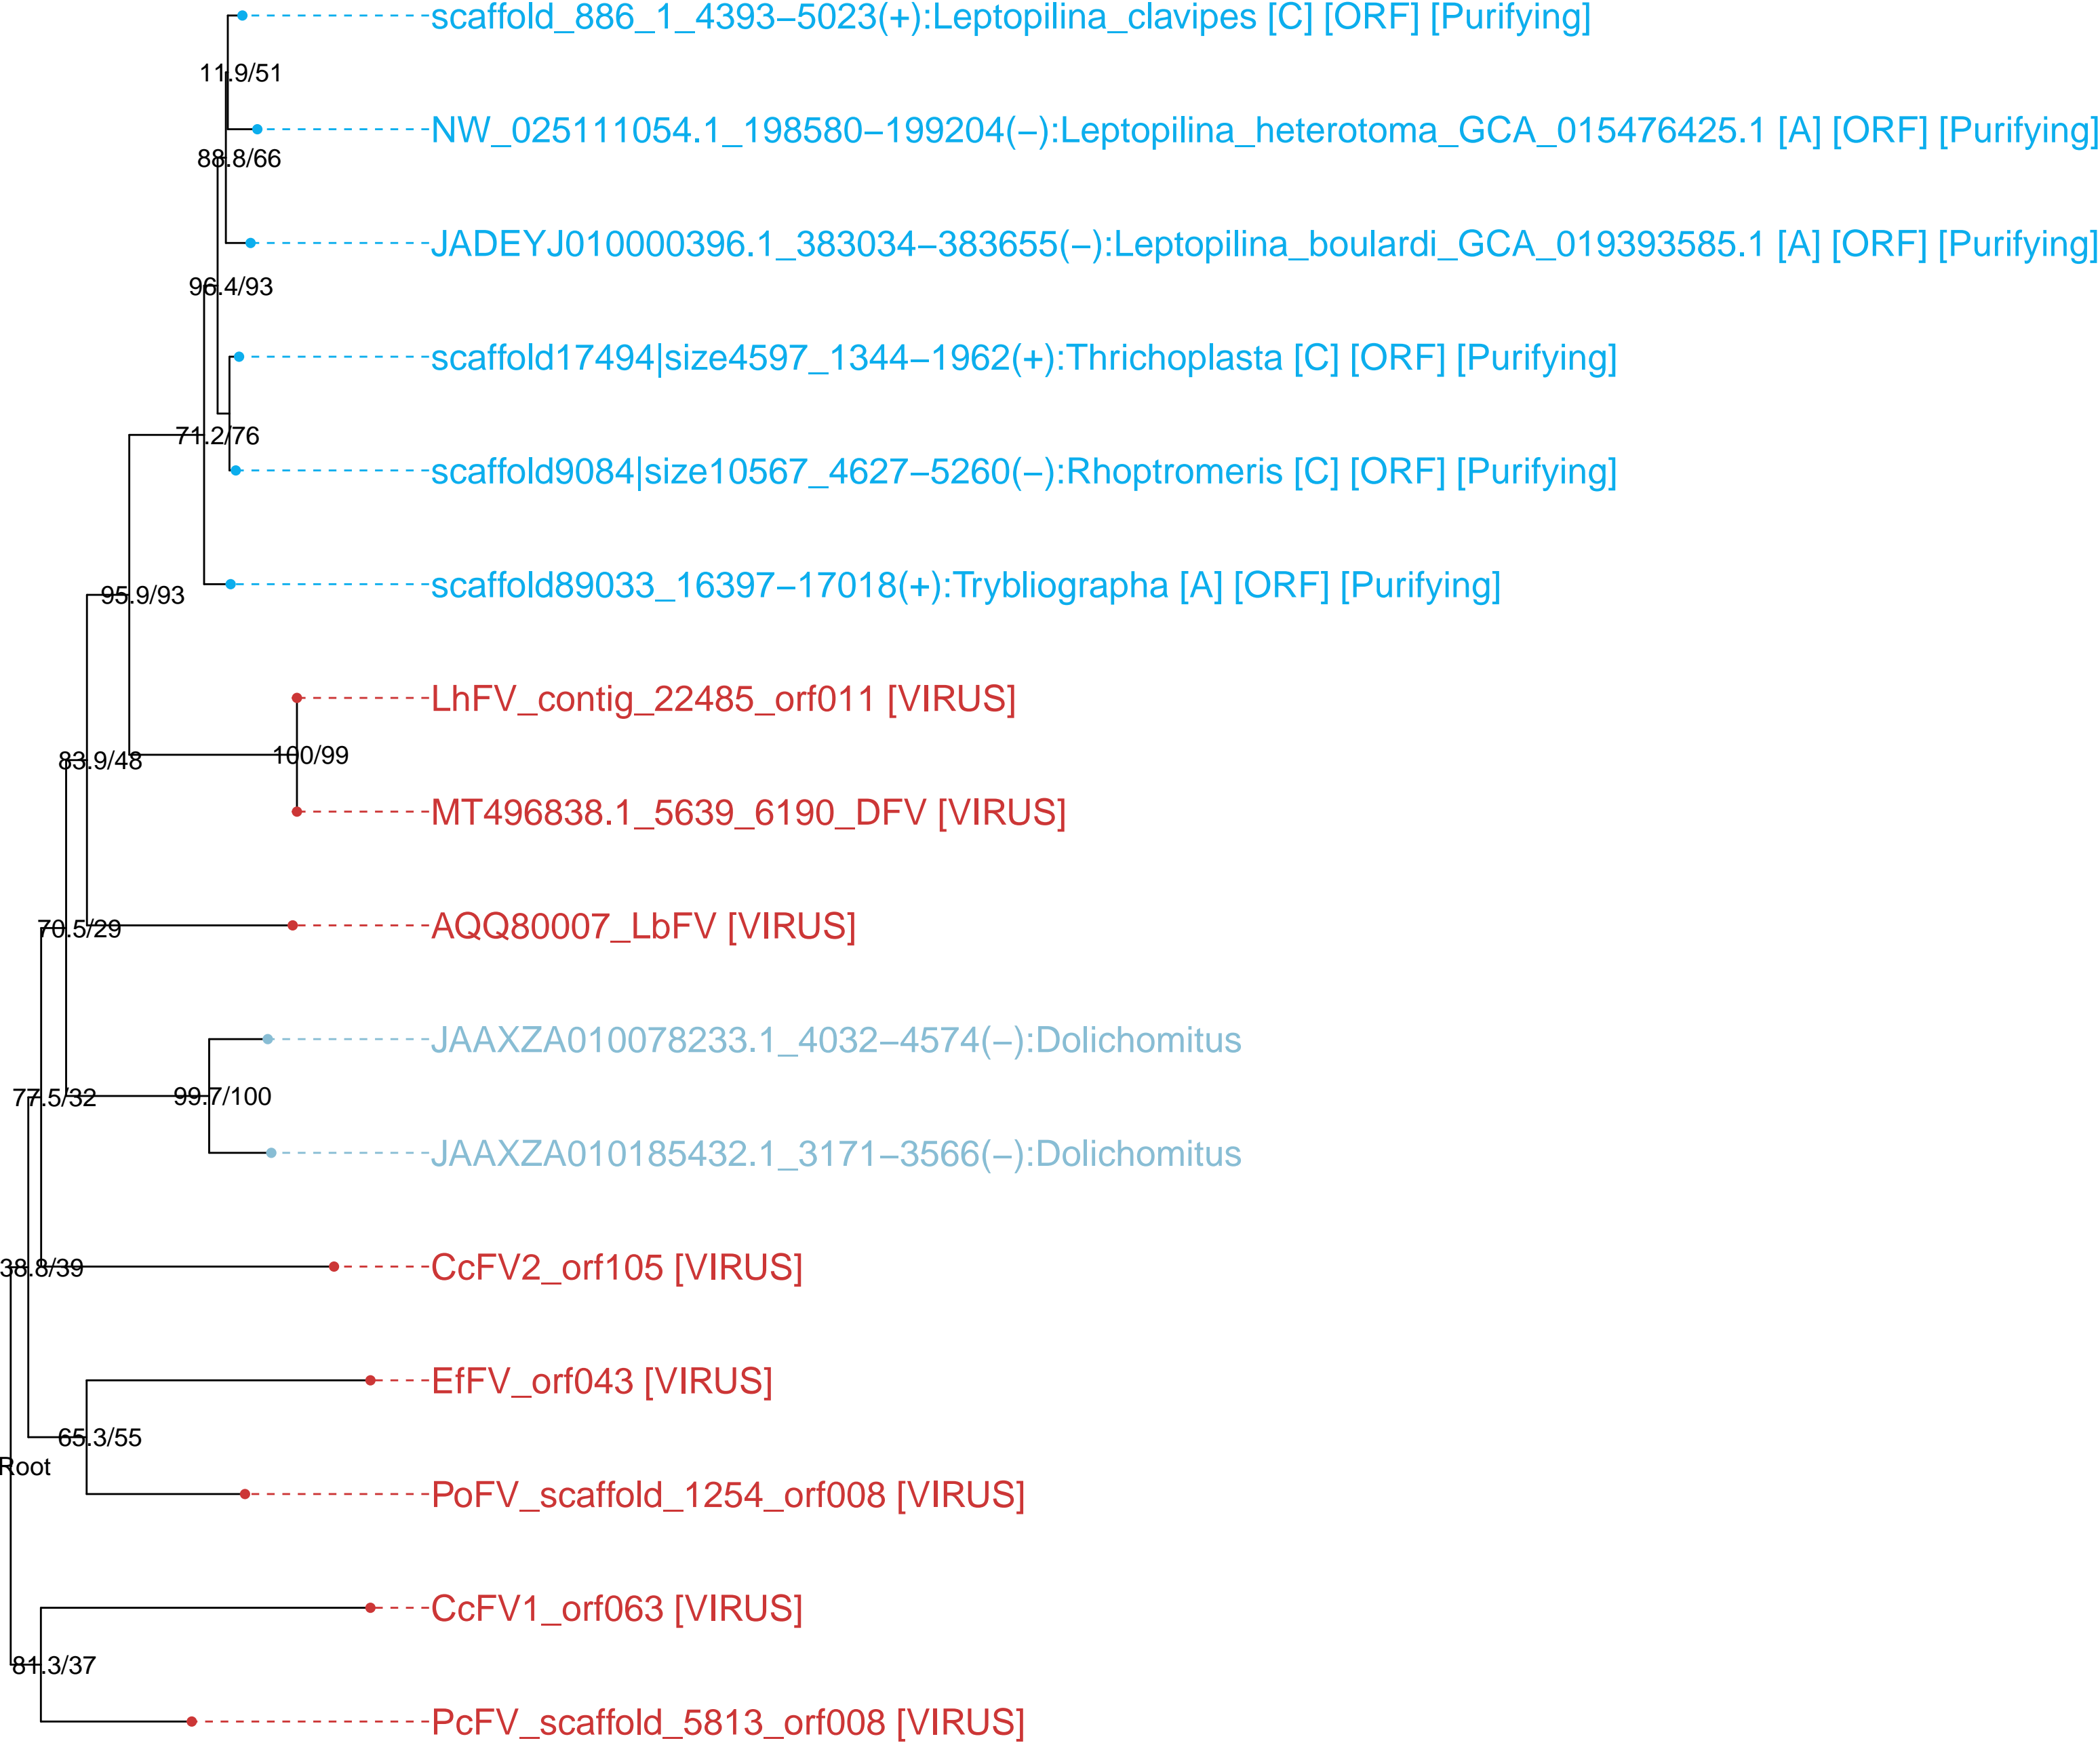 scaffold_886_1_4393−5023(+):Leptopilina_clavipes [C] [ORF] [Purifying]
11.9/51
NW_025111054.1_198580−199204(−):Leptopilina_heterotoma_GCA_015476425.1 [A] [ORF] [Purifying]
88.8/66
JADEYJ010000396.1_383034−383655(−):Leptopilina_boulardi_GCA_019393585.1 [A] [ORF] [Purifying]
96.4/93
scaffold17494|size4597_1344−1962(+):Thrichoplasta [C] [ORF] [Purifying]
71.2/76
scaffold9084|size10567_4627−5260(−):Rhoptromeris [C] [ORF] [Purifying]
scaffold89033_16397−17018(+):Trybliographa [A] [ORF] [Purifying]
95.9/93
LhFV_contig_22485_orf011 [VIRUS]
100/99
83.9/48
MT496838.1_5639_6190_DFV [VIRUS]
AQQ80007_LbFV [VIRUS]
70.5/29
JAAXZA010078233.1_4032−4574(−):Dolichomitus
99.7/100
77.5/32
JAAXZA010185432.1_3171−3566(−):Dolichomitus
CcFV2_orf105 [VIRUS]
38.8/39
EfFV_orf043 [VIRUS]
65.3/55
Root
PoFV_scaffold_1254_orf008 [VIRUS]
CcFV1_orf063 [VIRUS]
81.3/37
PcFV_scaffold_5813_orf008 [VIRUS]